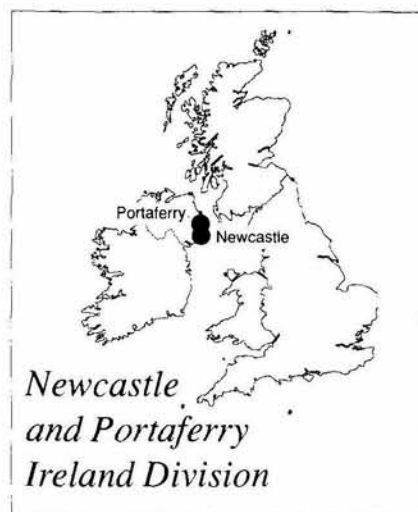 Portaferry
Newcastle
Newcastle
and Portaferry
Ireland Division